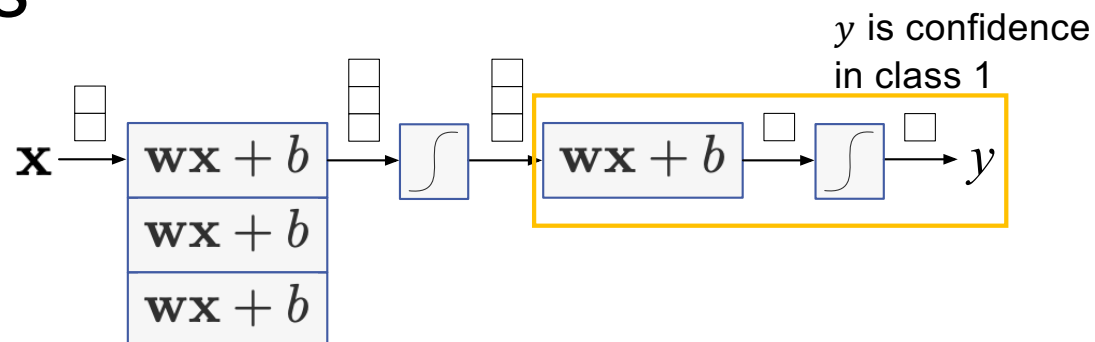 y is confidence
in class 1
x
wx + b
wx + b
wx + b
wx + b
y